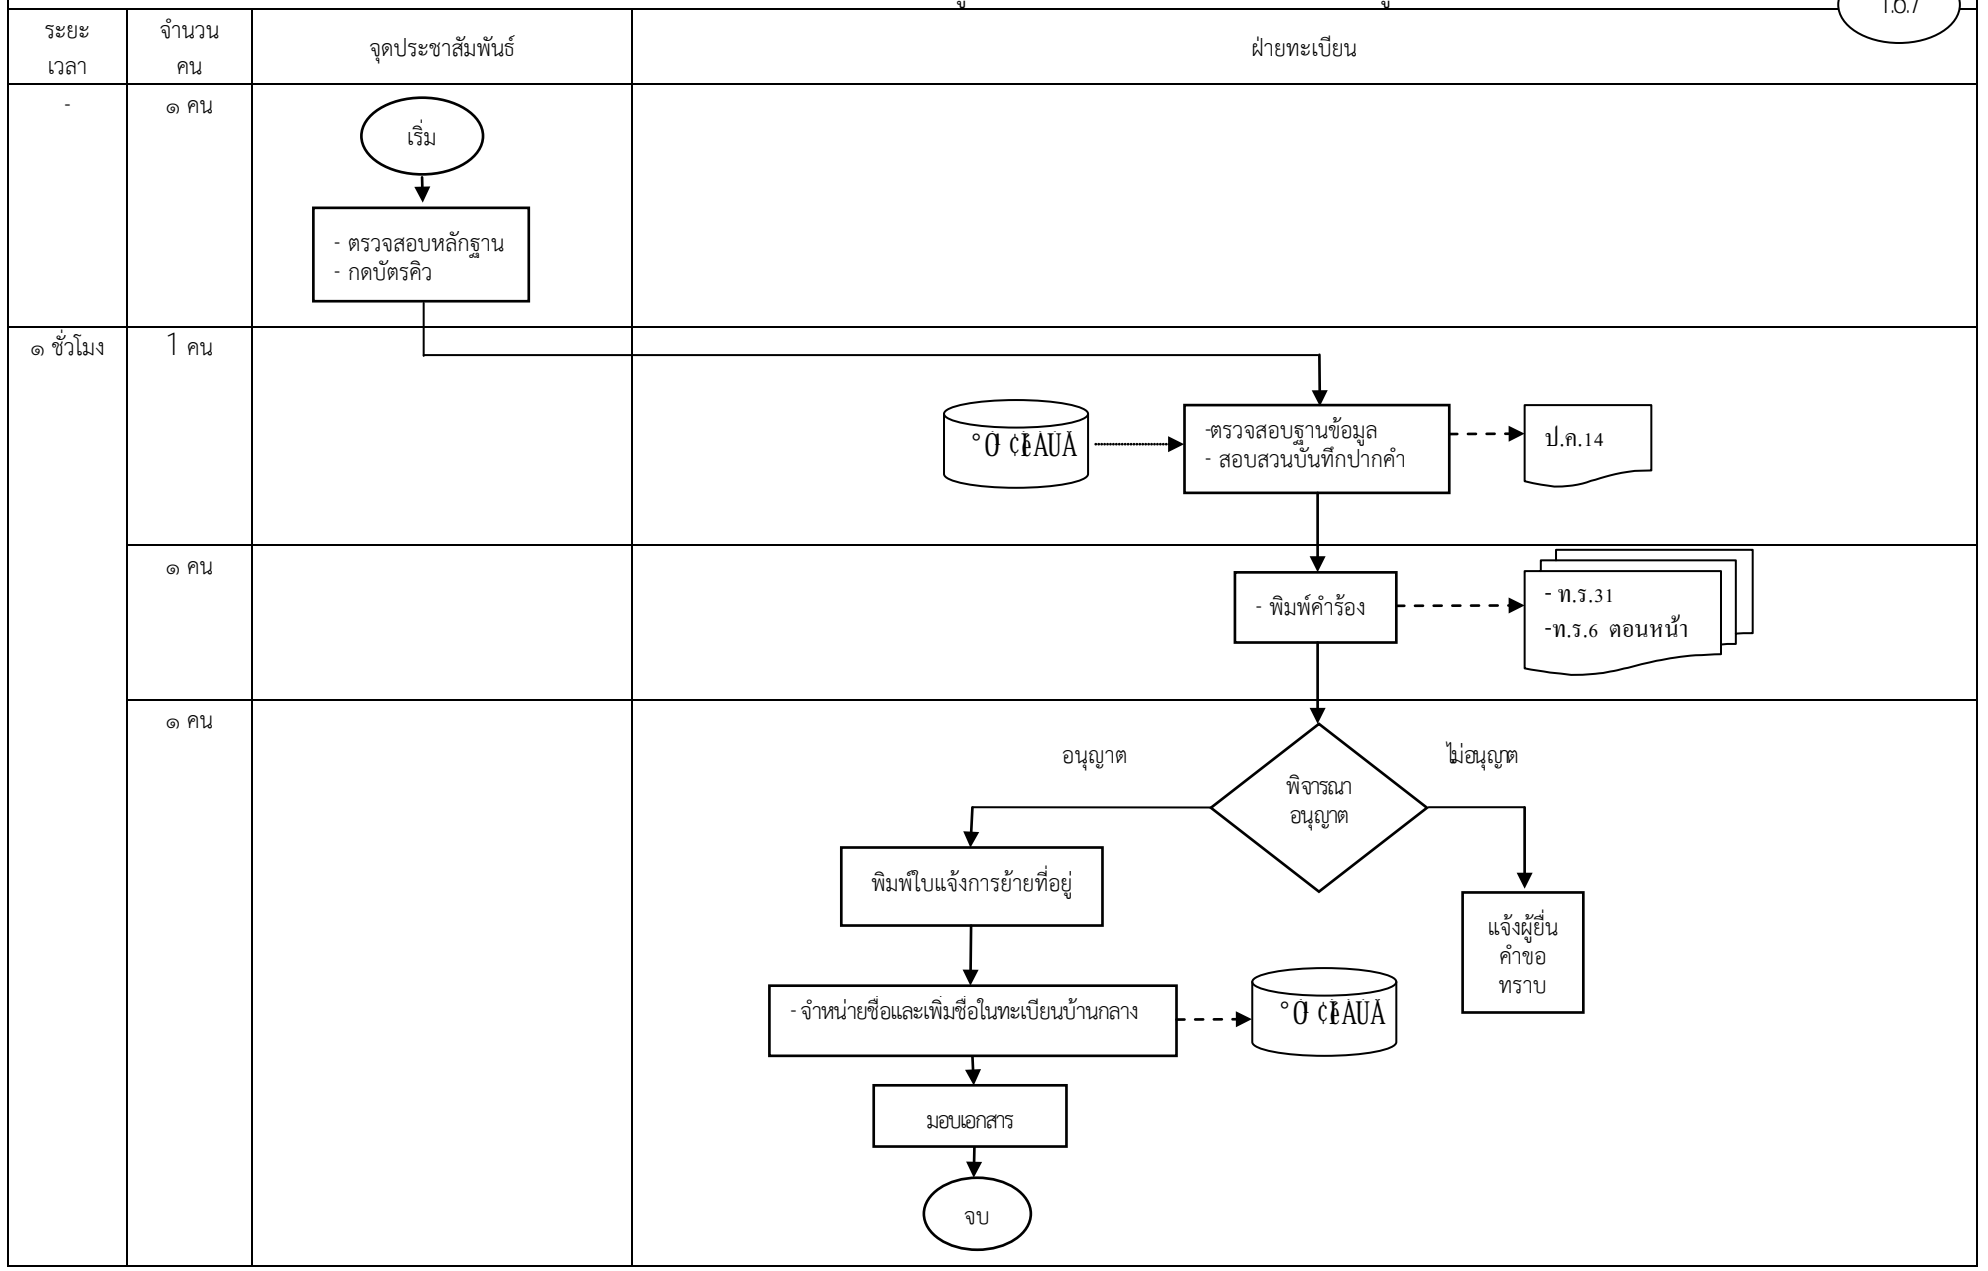 1.6.7
ระยะ
เวลา
จำนวน
คน
จุดประชาสัมพันธ์
ฝ่ายทะเบียน
-
๑ คน
เริ่ม
- ตรวจสอบหลักฐาน
- กดบัตรคิว
๑ ชั่วโมง
1 คน
-ตรวจสอบฐานข้อมูล
- สอบสวนบันทึกปากคำ
ป.ค.14
๑ คน
- พิมพ์คำร้อง
- ท.ร.31
-ท.ร.6 ตอนหน้า
๑ คน
อนุญาต
ไม่อนุญาต
พิจารณา
อนุญาต
พิมพ์ใบแจ้งการย้ายที่อยู่
แจ้งผู้ยื่น
คำขอ
ทราบ
- จำหน่ายชื่อและเพิ่มชื่อในทะเบียนบ้านกลาง
มอบเอกสาร
จบ